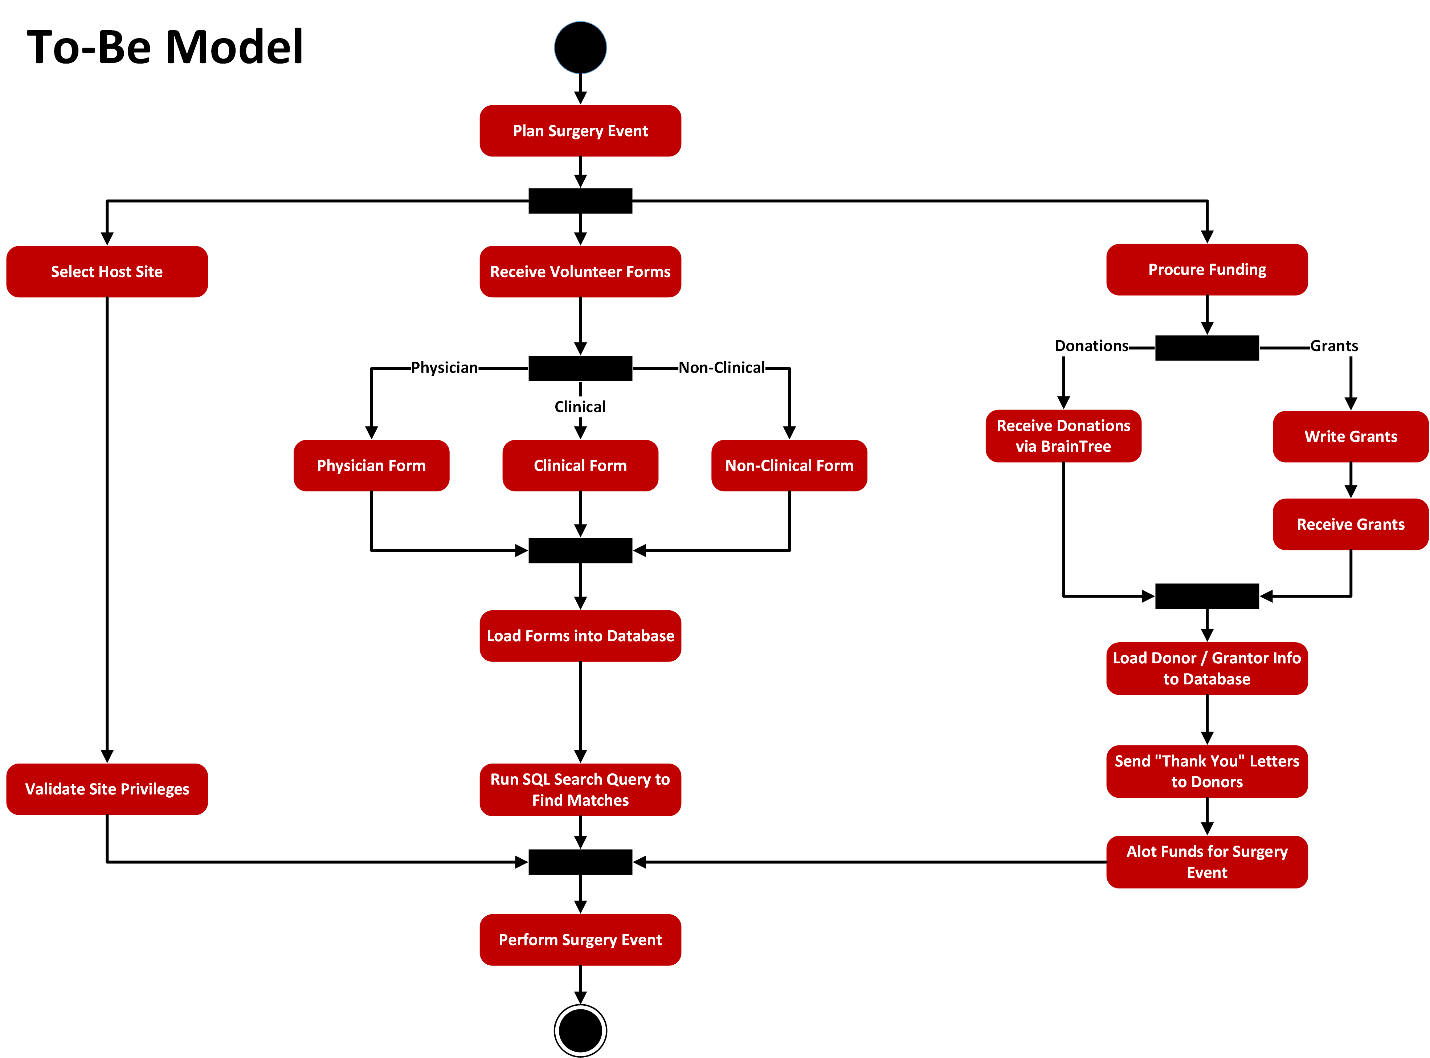 To-Be Model
Plan Surgery Event
Select Host Site
Receive Volunteer Forms
Procure Funding
Donations
Grants
Physician
Non-Clinical
Clinical
Receive Donations
via BrainTree
Write Grants
Physician Form
Clinical Form
Non-Clinical Form
Receive Grants
Load Forms into Database
Load Donor / Grantor Info
to Database
Validate Site Privileges
Run SQL Search Query to
Find Matches
Send "Thank You" Letters
to Donors
Alot Funds for Surgery
Event
Perform Surgery Event